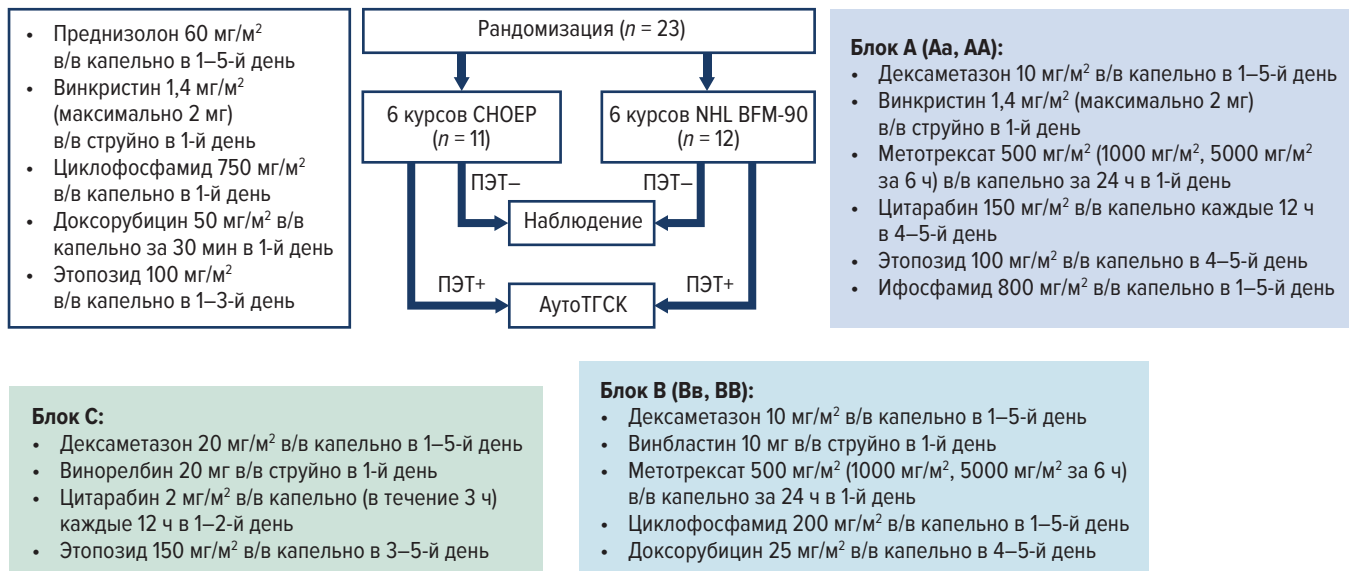 • Преднизолон 60 мг/м²
в/в капельно в 1–5-й день
• Винкристин 1,4 мг/м²
(максимально 2 мг)
в/в струйно в 1-й день
• Циклофосфамид 750 мг/м²
в/в капельно в 1-й день
• Доксорубицин 50 мг/м² в/в
капельно за 30 мин в 1-й день
• Этопозид 100 мг/м²
в/в капельно в 1–3-й день
Рандомизация (n = 23)
6 курсов CHOEP
(n = 11)
6 курсов NHL BFM-90
(n = 12)
ПЭТ–
ПЭТ–
Наблюдение
ПЭТ+
ПЭТ+
АутоТГСК
Блок А (Аа, АА):
• Дексаметазон 10 мг/м² в/в капельно в 1–5-й день
• Винкристин 1,4 мг/м² (максимально 2 мг)
в/в струйно в 1-й день
• Метотрексат 500 мг/м² (1000 мг/м², 5000 мг/м²
за 6 ч) в/в капельно за 24 ч в 1-й день
• Цитарабин 150 мг/м² в/в капельно каждые 12 ч
в 4–5-й день
• Этопозид 100 мг/м² в/в капельно в 4–5-й день
• Ифосфамид 800 мг/м² в/в капельно в 1–5-й день
Блок С:
• Дексаметазон 20 мг/м² в/в капельно в 1–5-й день
• Винорелбин 20 мг в/в струйно в 1-й день
• Цитарабин 2 мг/м² в/в капельно (в течение 3 ч)
каждые 12 ч в 1–2-й день
• Этопозид 150 мг/м² в/в капельно в 3–5-й день
Блок В (Вв, ВВ):
• Дексаметазон 10 мг/м² в/в капельно в 1–5-й день
• Винбластин 10 мг в/в струйно в 1-й день
• Метотрексат 500 мг/м² (1000 мг/м², 5000 мг/м² за 6 ч)
в/в капельно за 24 ч в 1-й день
• Циклофосфамид 200 мг/м² в/в капельно в 1–5-й день
• Доксорубицин 25 мг/м² в/в капельно в 4–5-й день